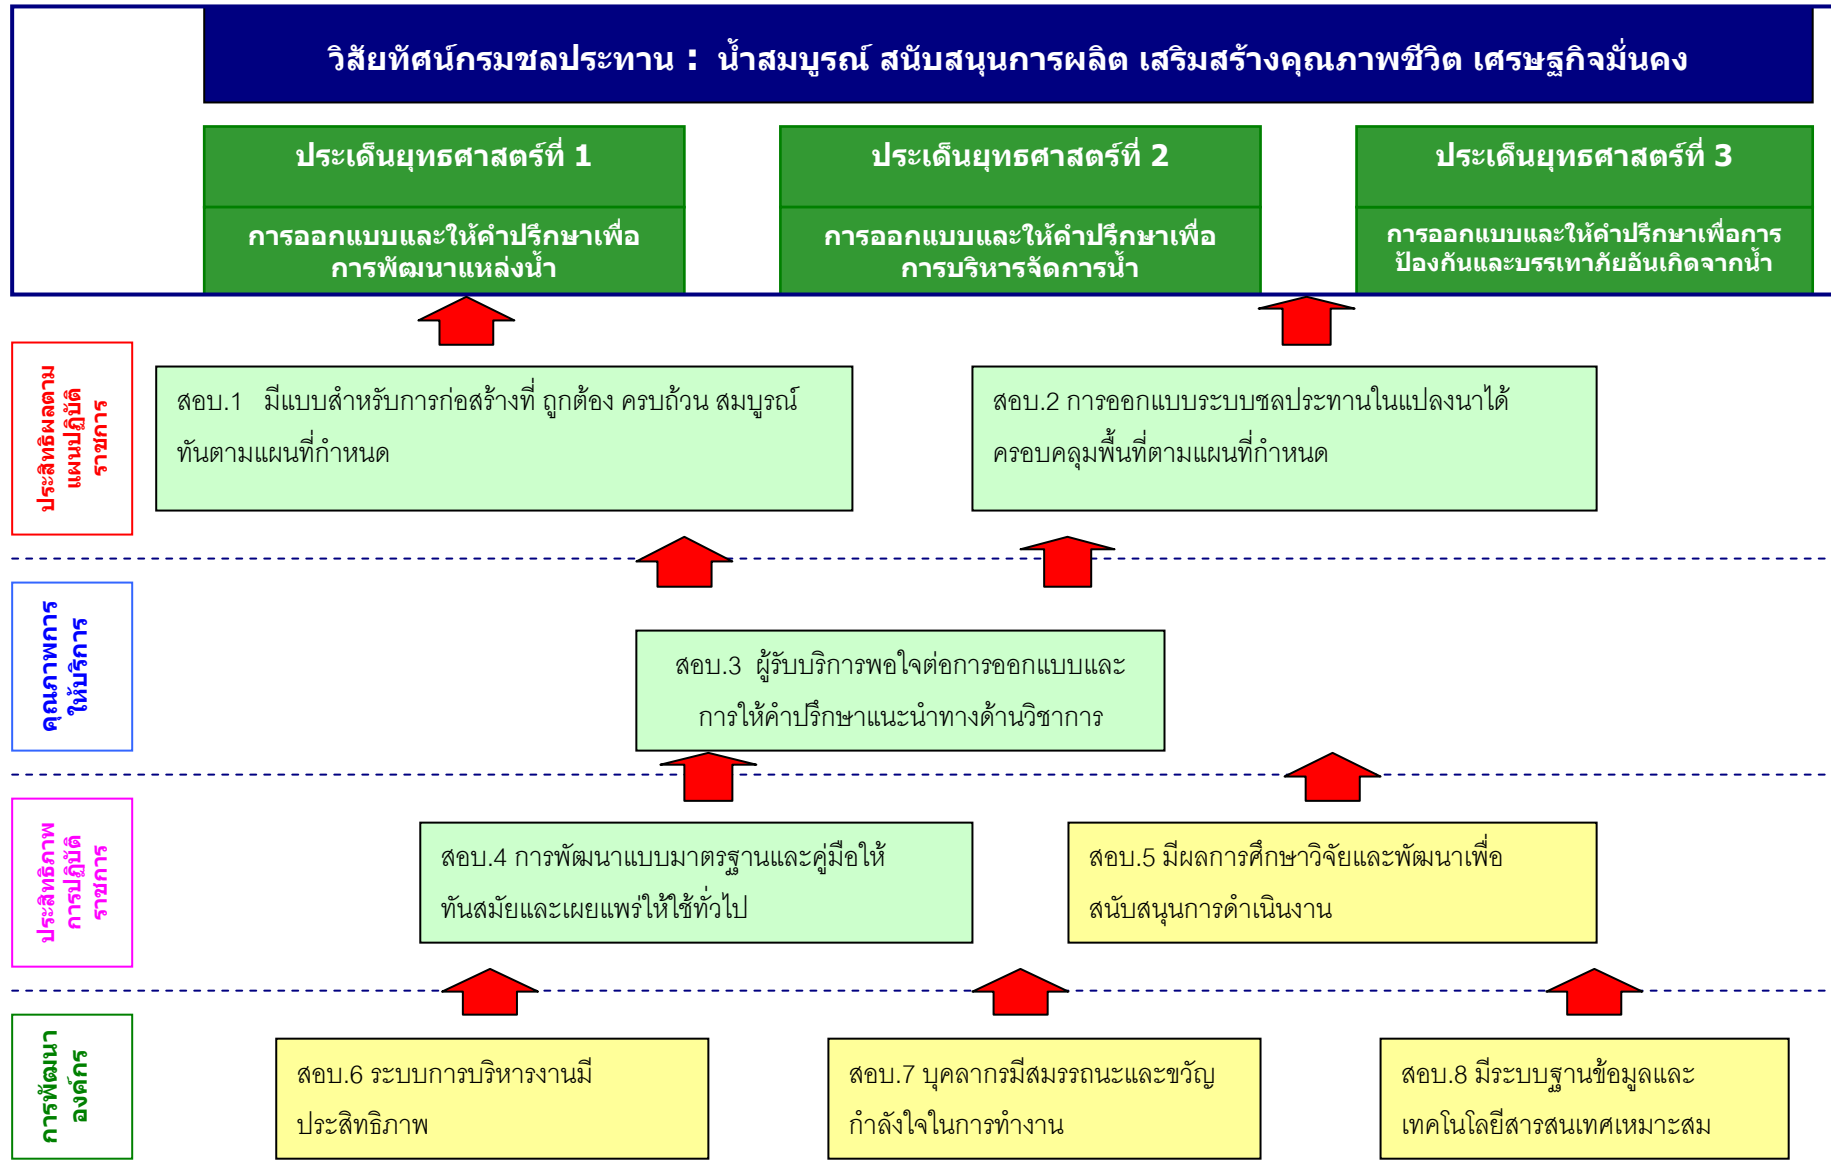 วิสัยทัศน์กรมชลประทาน : น้ำสมบูรณ์ สนับสนุนการผลิต เสริมสร้างคุณภาพชีวิต เศรษฐกิจมั่นคง
ประเด็นยุทธศาสตร์ที่ 1
การออกแบบและให้คำปรึกษาเพื่อ
การพัฒนาแหล่งน้ำ
ประเด็นยุทธศาสตร์ที่ 2
การออกแบบและให้คำปรึกษาเพื่อ
การบริหารจัดการน้ำ
ประเด็นยุทธศาสตร์ที่ 3
การออกแบบและให้คำปรึกษาเพื่อการ
ป้องกันและบรรเทาภัยอันเกิดจากน้ำ
ประสิทธิผลตาม
แผนปฏิบัติ
ราชการ
สอบ.1 มีแบบสำหรับการก่อสร้างที่ ถูกต้อง ครบถ้วน สมบูรณ์
ทันตามแผนที่กำหนด
สอบ.2 การออกแบบระบบชลประทานในแปลงนาได้
ครอบคลุมพื้นที่ตามแผนที่กำหนด
คุณภาพการ
ให้บริการ
สอบ.3 ผู้รับบริการพอใจต่อการออกแบบและ
การให้คำปรึกษาแนะนำทางด้านวิชาการ
ประสิทธิภาพ
การปฏิบัติ
ราชการ
สอบ.4 การพัฒนาแบบมาตรฐานและคู่มือให้
ทันสมัยและเผยแพร่ให้ใช้ทั่วไป
สอบ.5 มีผลการศึกษาวิจัยและพัฒนาเพื่อ
สนับสนุนการดำเนินงาน
การพัฒนา
องค์กร
สอบ.6 ระบบการบริหารงานมี
ประสิทธิภาพ
สอบ.7 บุคลากรมีสมรรถนะและขวัญ
กำลังใจในการทำงาน
สอบ.8 มีระบบฐานข้อมูลและ
เทคโนโลยีสารสนเทศเหมาะสม